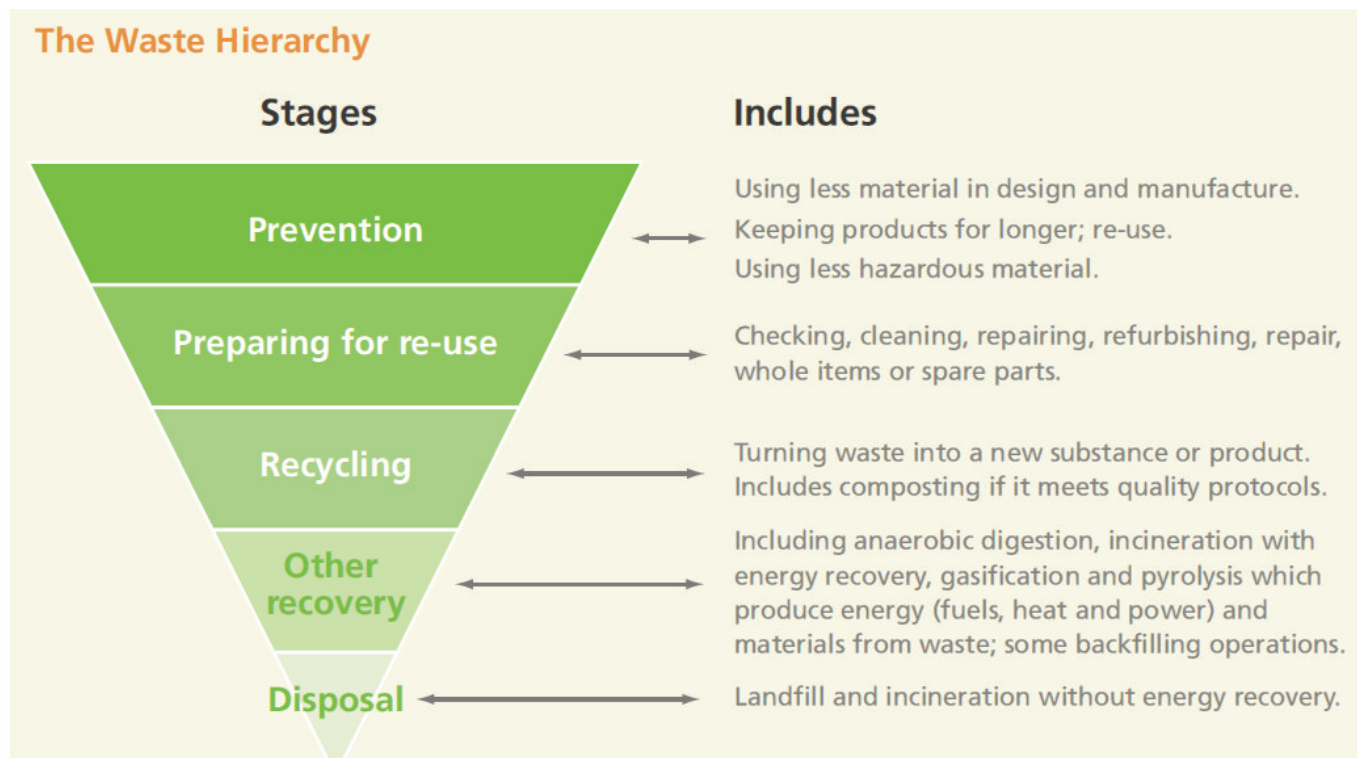 The Waste Hierarchy
Stages
Includes
Prevention
Using less material in design and manufacture.
Keeping products for longer; re-use.
Using less hazardous material.
Preparing for re-use
Checking, cleaning, repairing, refurbishing, repair,
whole items or spare parts.
Recycling
Turning waste into a new substance or product.
Includes composting if it meets quality protocols.
Other
recovery
Including anaerobic digestion, incineration with
energy recovery, gasification and pyrolysis which
produce energy (fuels, heat and power) and
materials from waste; some backfilling operations.
Disposal
Landfill and incineration without energy recovery.